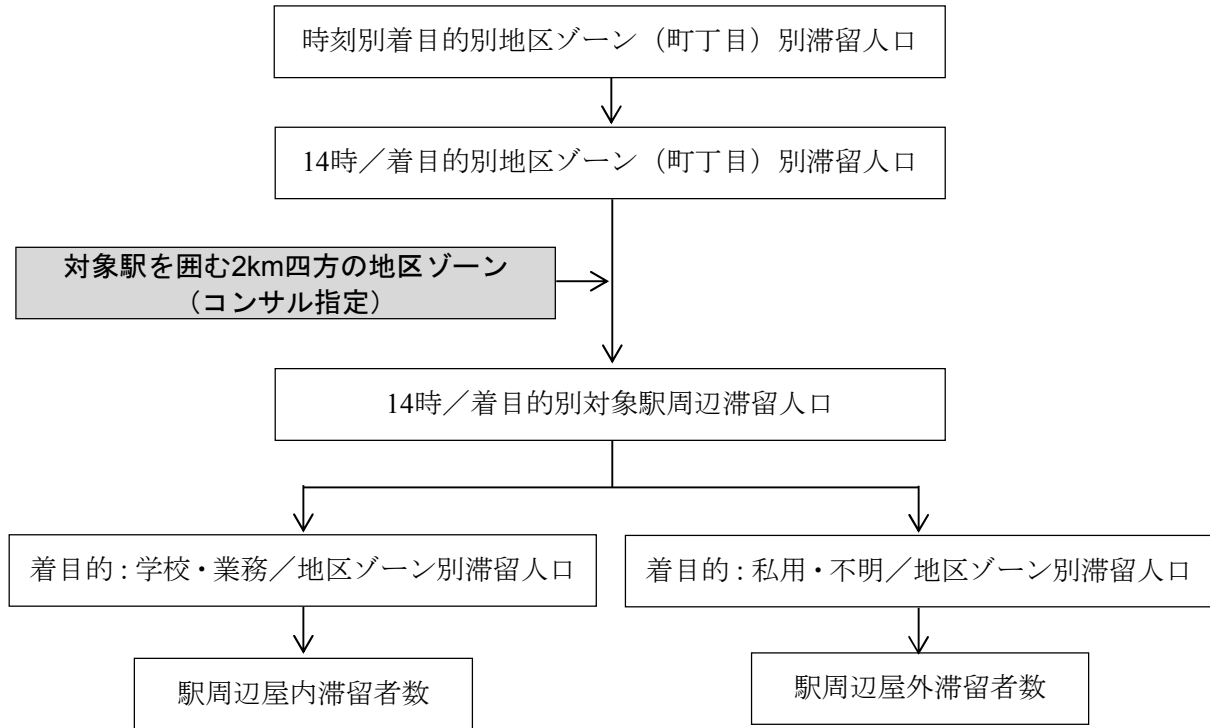 時刻別着目的別地区ゾーン（町丁目）別滞留人口
14時／着目的別地区ゾーン（町丁目）別滞留人口
対象駅を囲む2km四方の地区ゾーン
（コンサル指定）
14時／着目的別対象駅周辺滞留人口
着目的：学校・業務／地区ゾーン別滞留人口
着目的：私用・不明／地区ゾーン別滞留人口
駅周辺屋内滞留者数
駅周辺屋外滞留者数